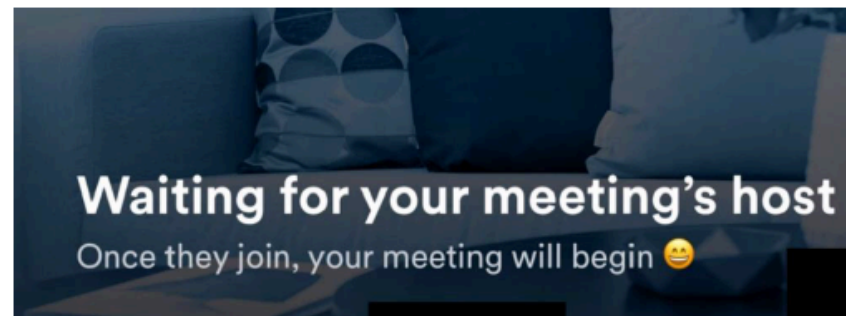 Waiting for your meeting’s host
Once they join, your meeting will begin 😄